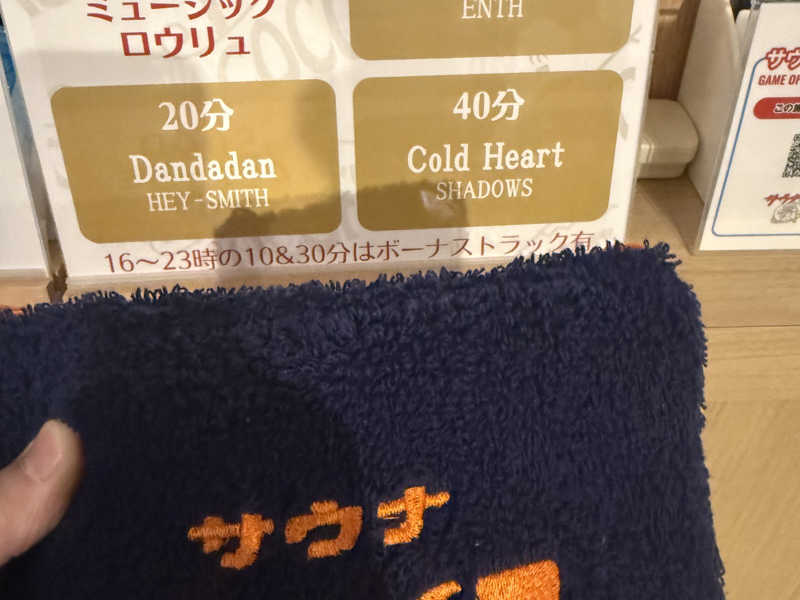 ミュージック
ロウリュ
ENTH
20分
Dandadan
HEY-SMITH
40分
Cold Heart
SHADOWS
16〜23時の10&30分はボーナストラック有
GAME OF
この
サウナ